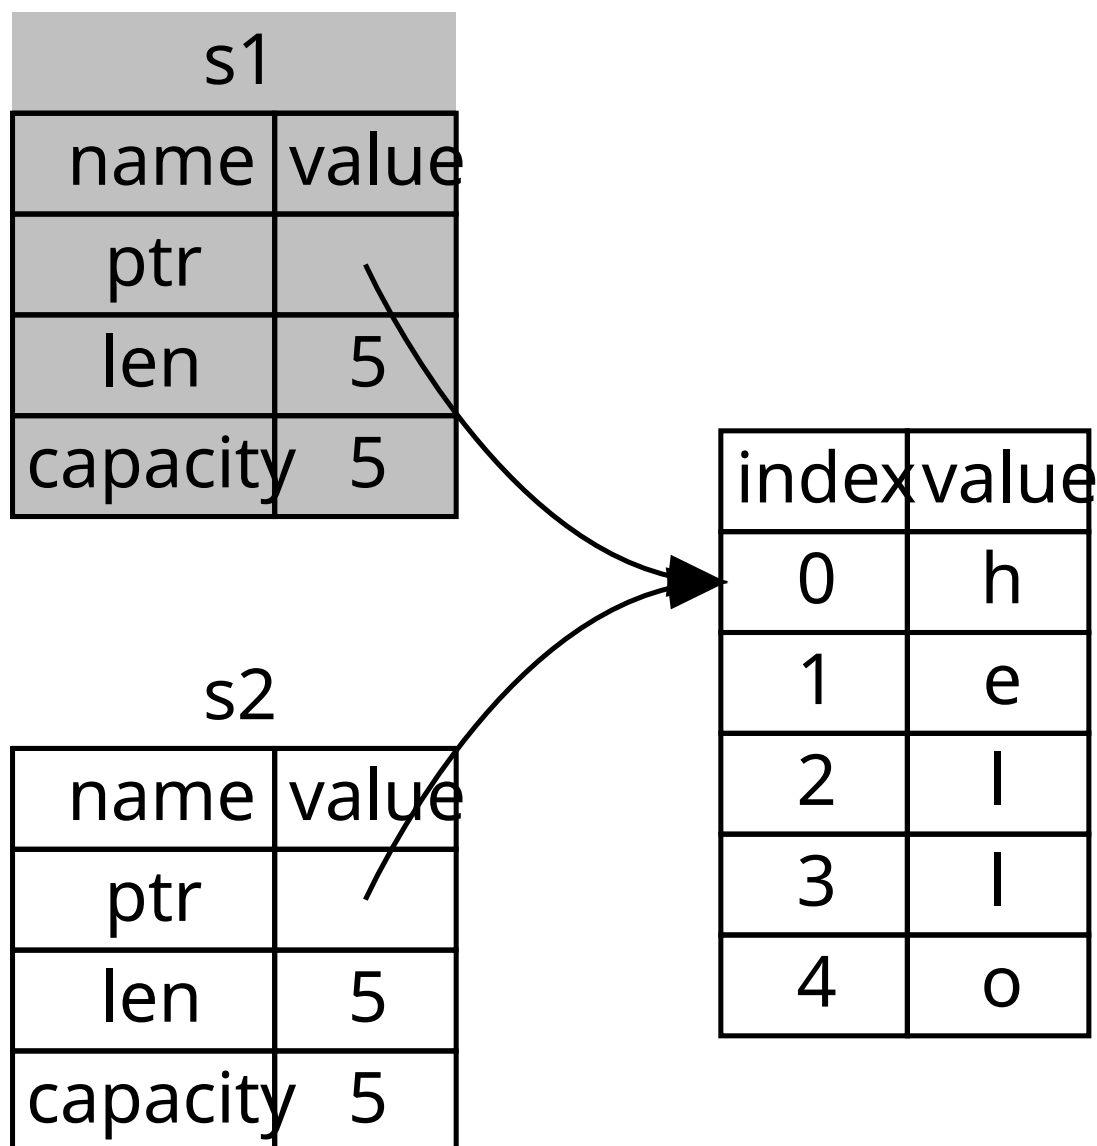 s1
name value
ptr
len 5
capacity 5
s2
name value
ptr
len 5
capacity 5
index value
0 h
1 e
2 l
3 l
4 o